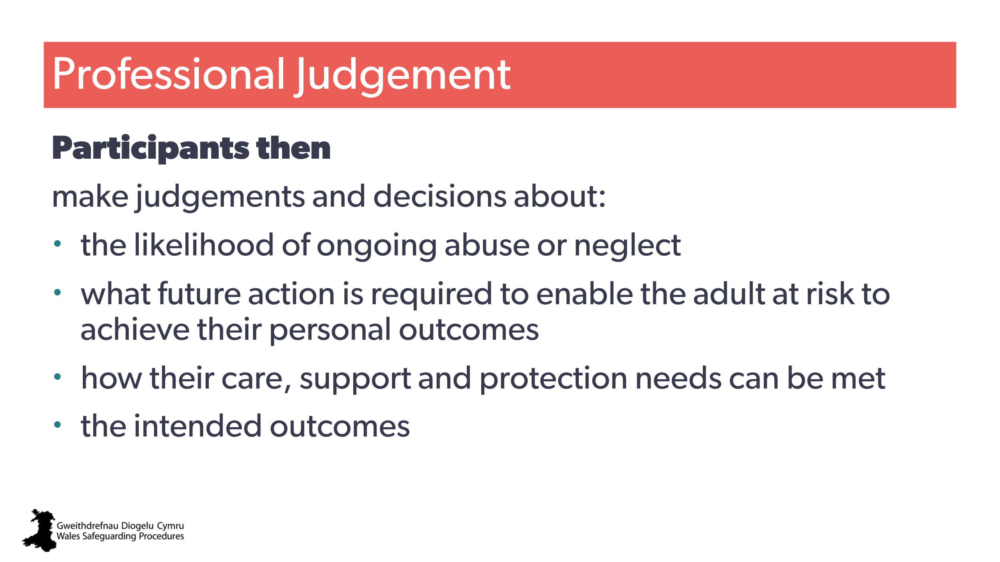 Professional Judgement
Participants then
make judgements and decisions about:
• the likelihood of ongoing abuse or neglect
• what future action is required to enable the adult at risk to
achieve their personal outcomes
• how their care, support and protection needs can be met
• the intended outcomes
Gweithdrefnau Diogelu Cymru
Wales Safeguarding Procedures